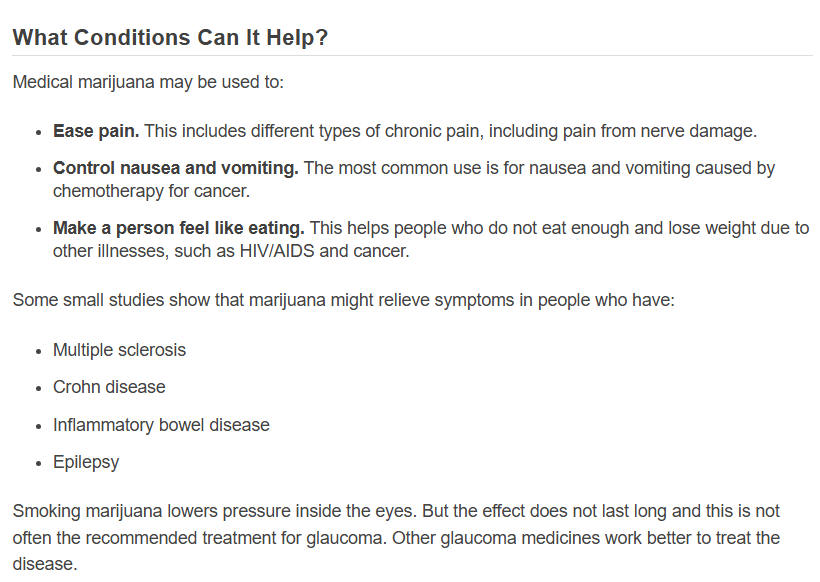 What Conditions Can It Help?
Medical marijuana may be used to:
• Ease pain. This includes different types of chronic pain, including pain from nerve damage.
• Control nausea and vomiting. The most common use is for nausea and vomiting caused by
chemotherapy for cancer.
• Make a person feel like eating. This helps people who do not eat enough and lose weight due to
other illnesses, such as HIV/AIDS and cancer.
Some small studies show that marijuana might relieve symptoms in people who have:
• Multiple sclerosis
• Crohn disease
• Inflammatory bowel disease
• Epilepsy
Smoking marijuana lowers pressure inside the eyes. But the effect does not last long and this is not
often the recommended treatment for glaucoma. Other glaucoma medicines work better to treat the
disease.